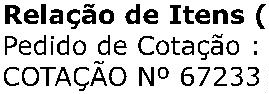 Relação de Itens (
Pedido de Cotação :
COTAÇÃO Nº 67233